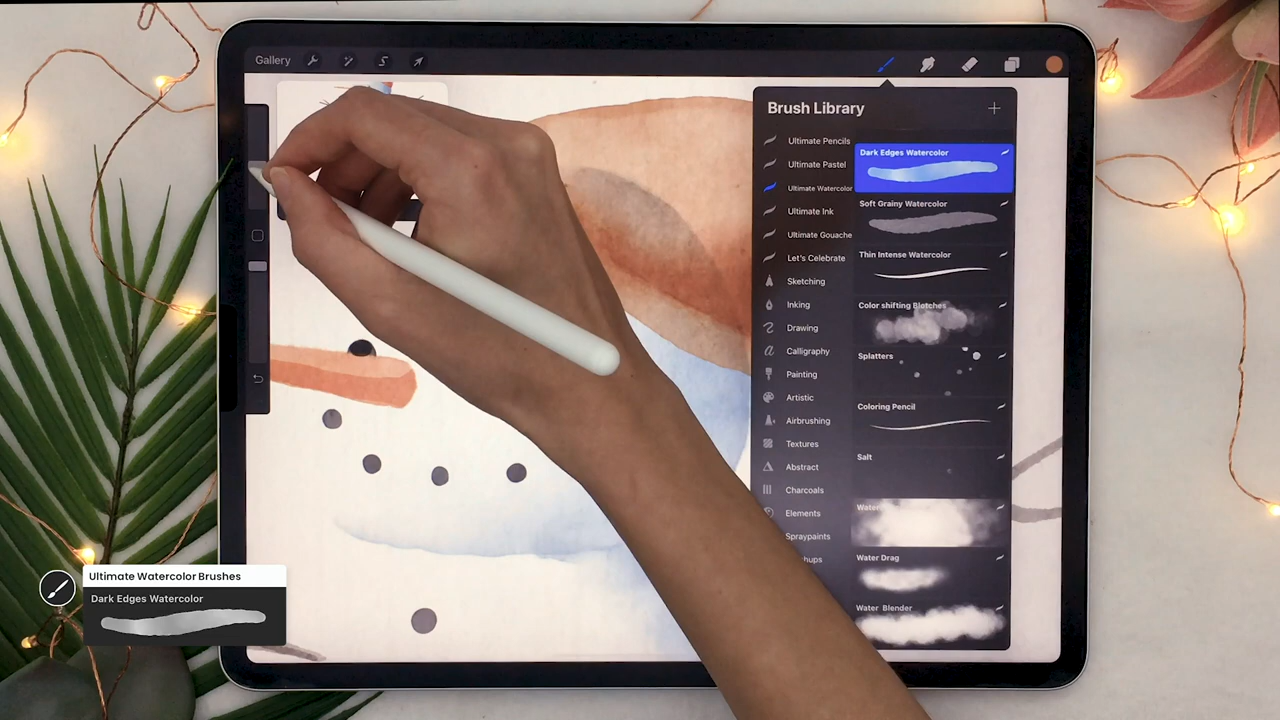 Gallery
Brush Library
Ultimate Pencils
Ultimate Pastel
Ultimate Watercolor
Ultimate Ink
Ultimate Gouache
Let's Celebrate
Sketching
Inking
Drawing
Calligraphy
Painting
Artistic
Airbrushing
Textures
Abstract
Charcoals
Elements
Spraypaints
Dark Edges Watercolor
Soft Grainy Watercolor
Thin Intense Watercolor
Color shifting Blotches
Splatters
Coloring Pencil
Salt
Water Drag
Water Blender
Ultimate Watercolor Brushes
Dark Edges Watercolor